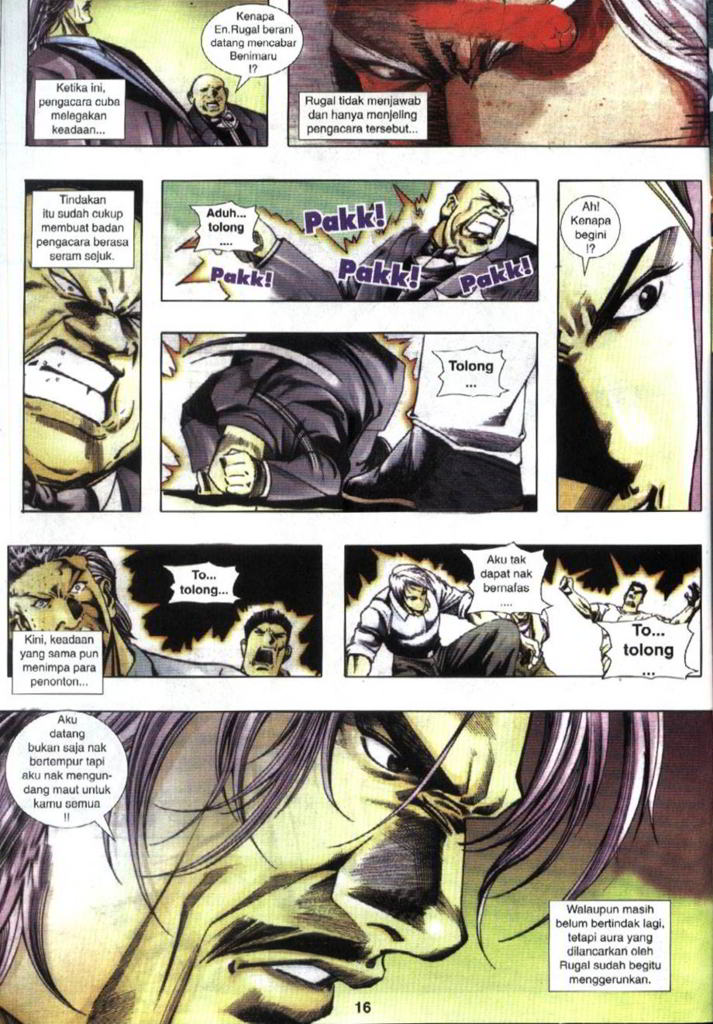 Kenapa
En.Rugal berani
datang mencabar
Benimaru
!?
Ketika ini,
pengacara cuba
melegakan
keadaan...
Rugal tidak menjawab
dan hanya menjeling
pengacara tersebut...
Tindakan
itu sudah cukup
membuat badan
pengacara berasa
seram sejuk.
Aduh...
tolong
....
Pakk!
Pakk!
Pakk!
Pakk!
Tolong
...
Ah!
Kenapa
begini
!?
To...
tolong...
Kini, keadaan
yang sama pun
menimpa para
penonton...
Aku tak
dapat nak
bernafas
....
To...
tolong
...
Aku
datang
bukan saja nak
bertempur tapi
aku nak mengun-
dang maut untuk
kamu semua
!!
Walaupun masih
belum bertindak lagi,
tetapi aura yang
dilancarkan oleh
Rugal sudah begitu
menggerunkan.
16